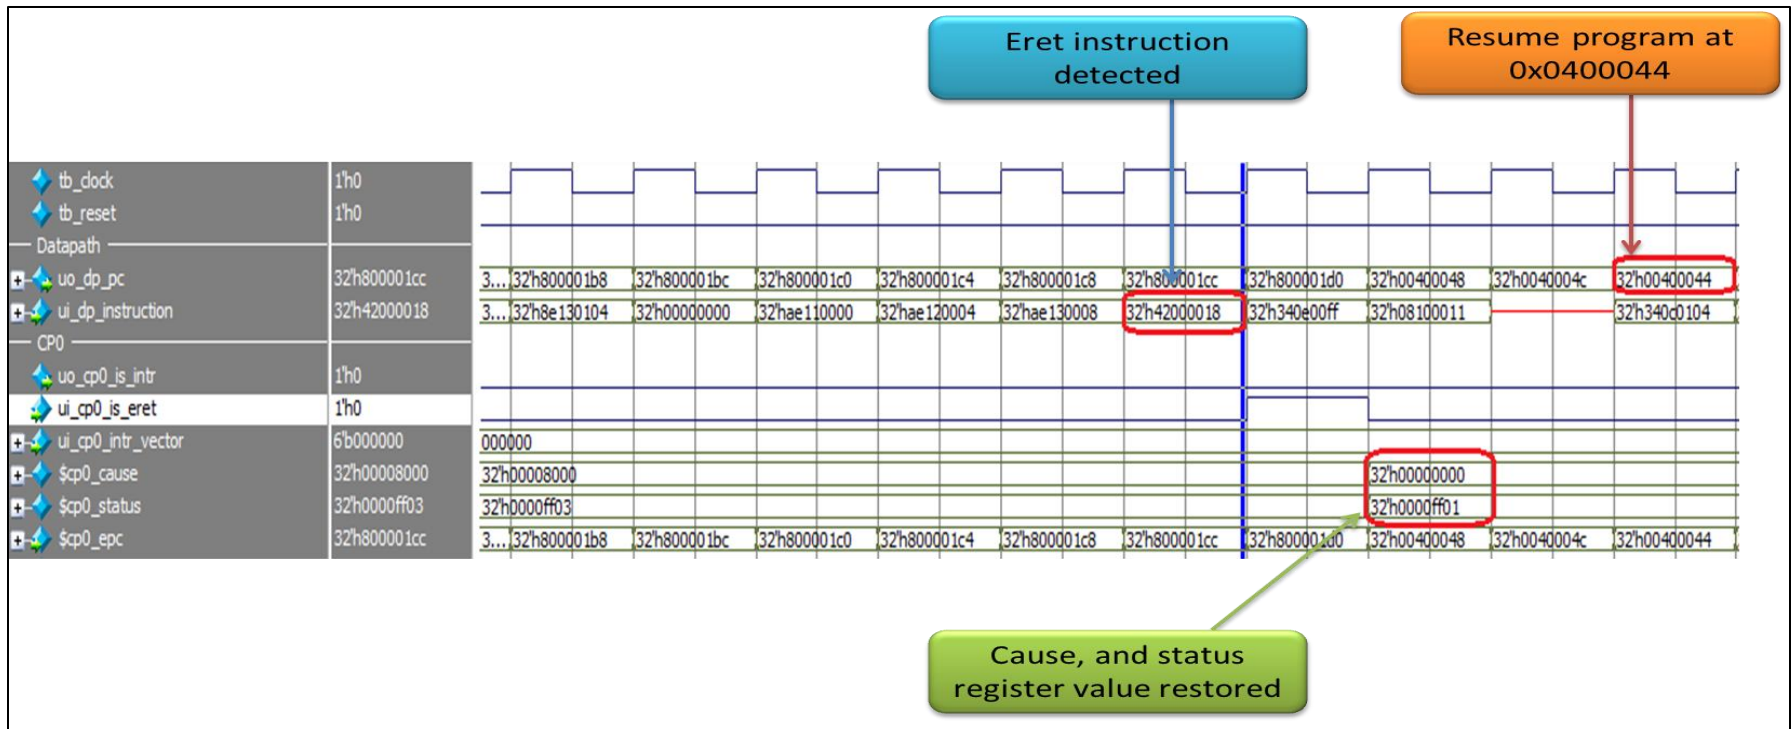 Eret instruction
detected
Resume program at
0x0400044
tb_clock 1'h0
tb_reset 1'h0
Datapath
uo_dp_pc 32'h800001cc 3... 32'h800001b8 32'h800001bc 32'h800001c0 32'h800001c4 32'h800001c8 32'h800001cc 32'h800001d0 32'h00400048 32'h0040004c 32'h00400044
ui_dp_instruction 32'h42000018 3... 32'h8e130104 32'h00000000 32'hae110000 32'hae120004 32'hae130008 32'h42000018 32'h340e00ff 32'h08100011 32'h340c0104
CP0
uo_cp0_is_intr 1'h0
ui_cp0_is_eret 1'h0
ui_cp0_intr_vector 6'b000000 000000
$cp0_cause 32'h00008000 32'h00008000 32'h00000000
$cp0_status 32'h0000ff03 32'h0000ff03 32'h0000ff01
$cp0_epc 32'h800001cc 3... 32'h800001b8 32'h800001bc 32'h800001c0 32'h800001c4 32'h800001c8 32'h800001cc 32'h800001d0 32'h00400048 32'h0040004c 32'h00400044
Cause, and status
register value restored